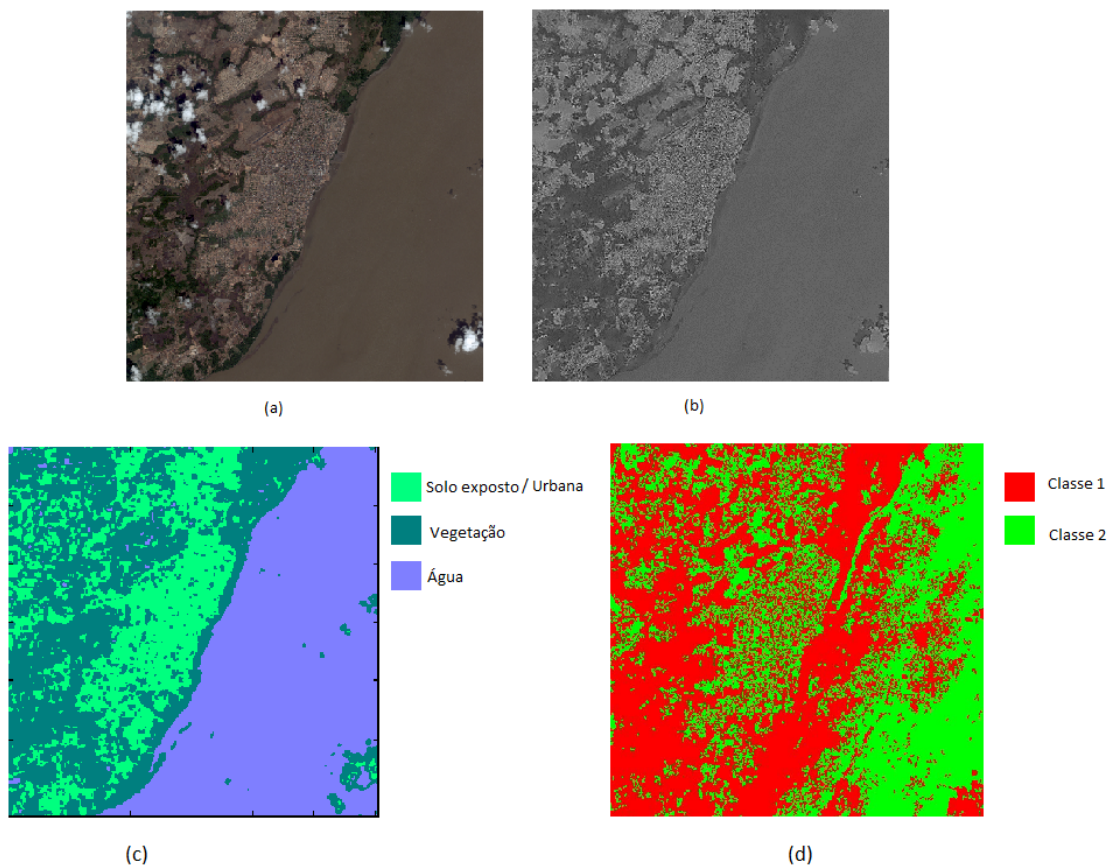 (a)
(b)
Solo exposto / Urbana
Vegetação
Água
Classe 1
Classe 2
(c)
(d)